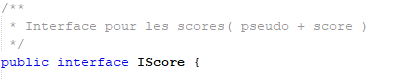 /**
 * Interface pour les scores( pseudo + score )
 */
public interface IScore {